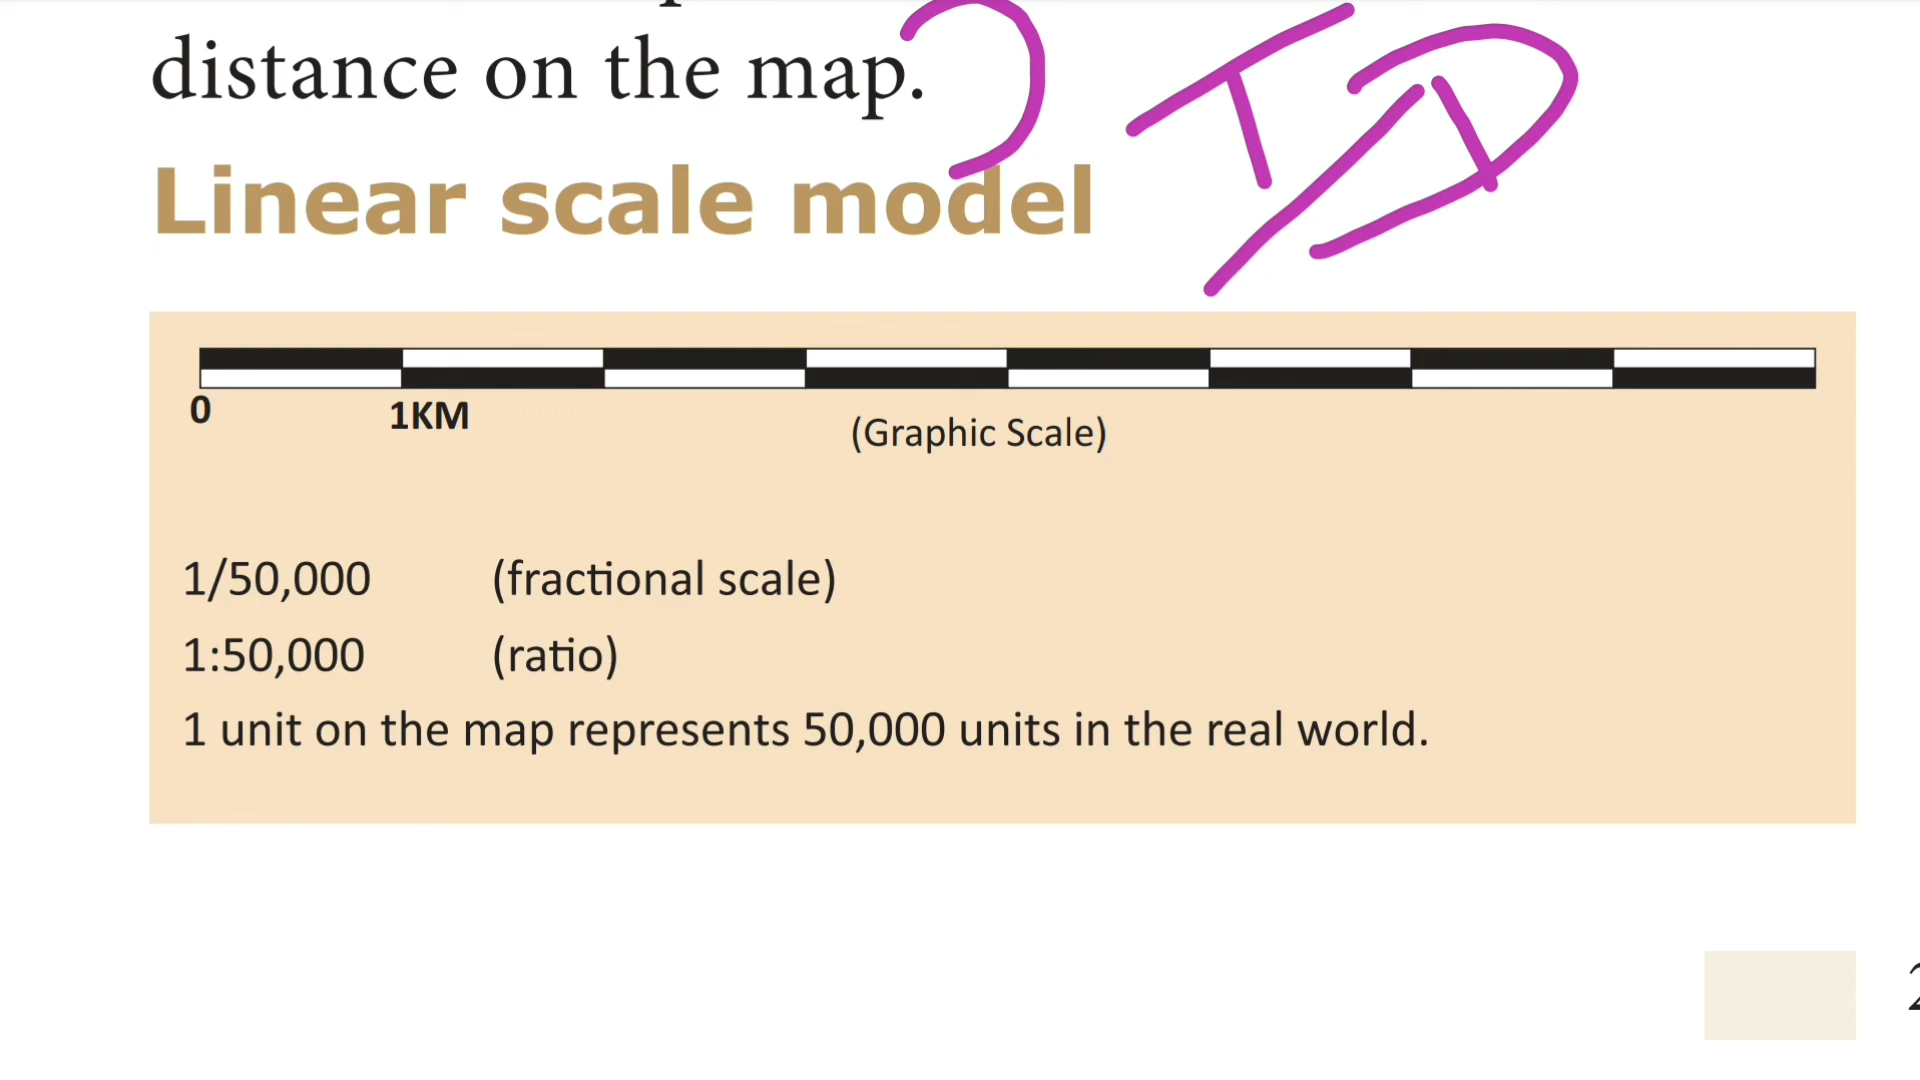 distance on the map.
T/D
Linear scale model
0 1KM
(Graphic Scale)
1/50,000 (fractional scale)
1:50,000 (ratio)
1 unit on the map represents 50,000 units in the real world.